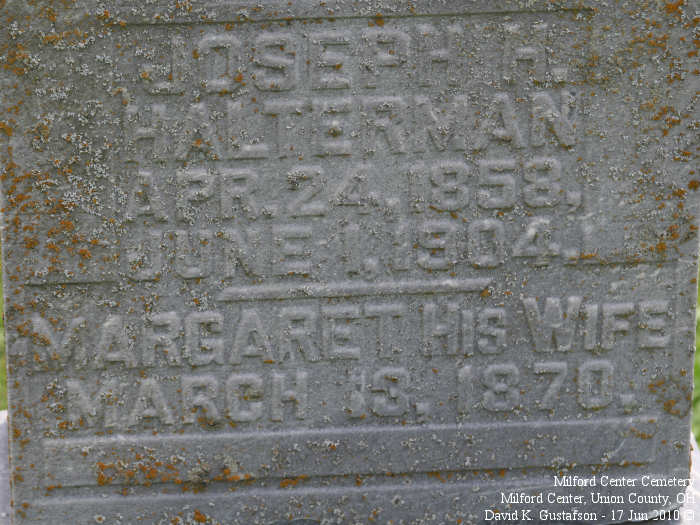 JOSEPH H.
HALTERMAN
APR. 24, 1858,
JUNE 1, 1904.
MARGARET HIS WIFE
MARCH 13, 1870.
Milford Center Cemetery
Milford Center, Union County, OH
David K. Gustafson - 17 Jun 2010